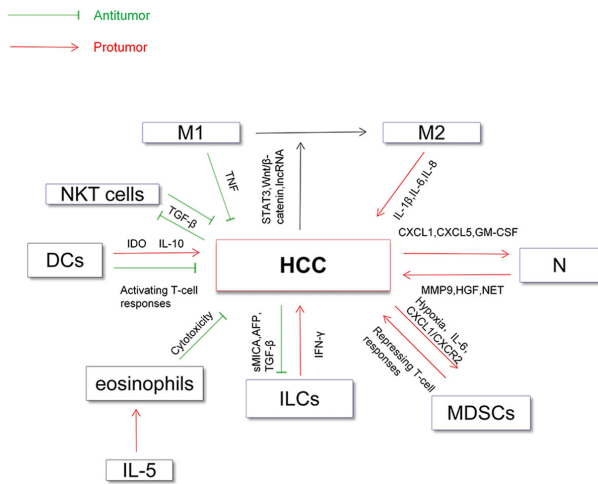 Antitumor
Protumor
M1
M2
TNF
STAT3,Wnt/β-
catenin,lncRNA
IL-1β,IL-6,IL-8
NKT cells
TGF-β
CXCL1,CXCL5,GM-CSF
IDO IL-10
DCs
HCC
N
Activating T-cell
responses
MMP9,HGF,NET
Cytotoxicity
sMICA,AFP,
TGF-β
IFN-γ
Hypoxia, IL-6,
CXCL1/CXCR2
Repressing T-cell
responses
eosinophils
ILCs
MDSCs
IL-5